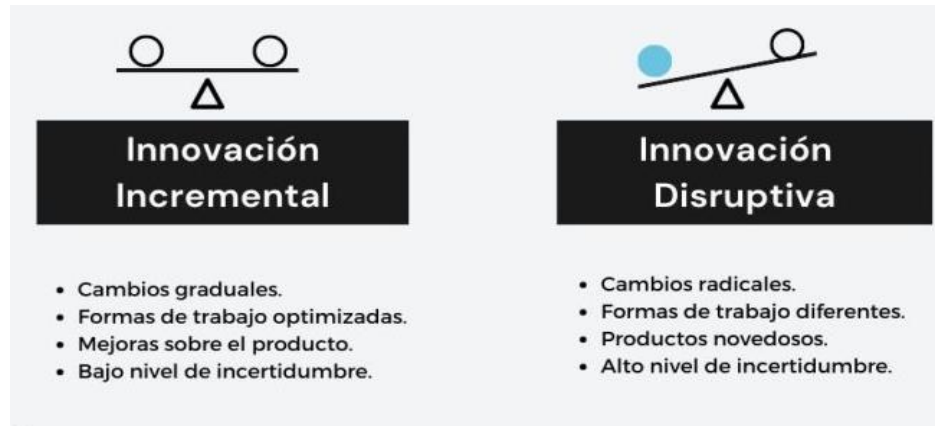 Innovación
Incremental
• Cambios graduales.
• Formas de trabajo optimizadas.
• Mejoras sobre el producto.
• Bajo nivel de incertidumbre.
Innovación
Disruptiva
• Cambios radicales.
• Formas de trabajo diferentes.
• Productos novedosos.
• Alto nivel de incertidumbre.